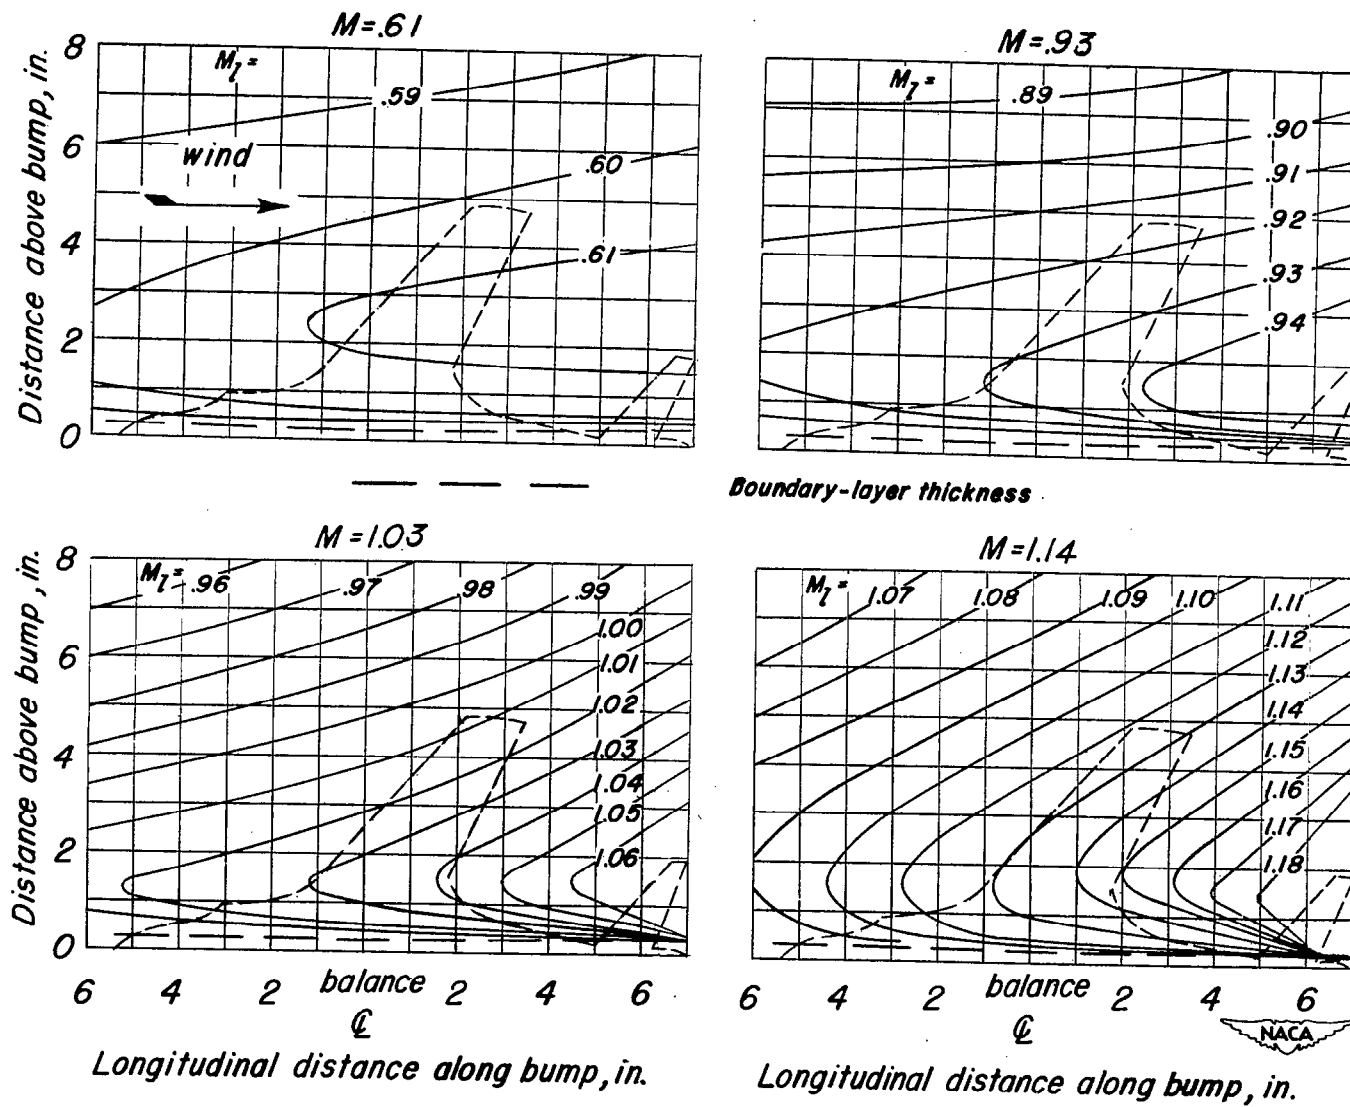 M=.61
8
6
4
2
0
Distance above bump, in.
M_l =
.59
.60
.61
wind
M=.93
M_l =
.89
.90
.91
.92
.93
.94
Boundary-layer thickness
M=1.03
8
6
4
2
0
Distance above bump, in.
M_l = .96
.97
.98
.99
1.00
1.01
1.02
1.03
1.04
1.05
1.06
6 4 2 balance 2 4 6
℄
Longitudinal distance along bump, in.
M=1.14
M_l = 1.07
1.08
1.09
1.10
1.11
1.12
1.13
1.14
1.15
1.16
1.17
1.18
6 4 2 balance 2 4 6
℄
NACA
Longitudinal distance along bump, in.